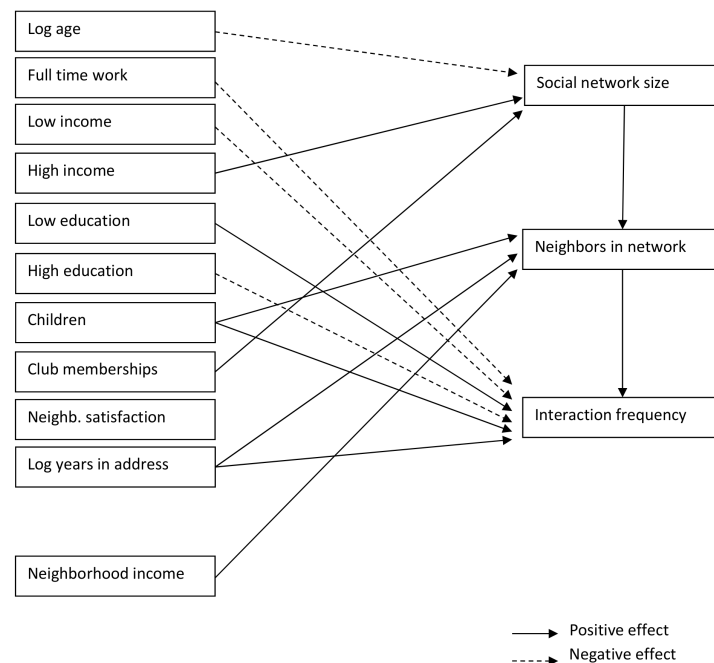 Log age
Full time work
Low income
High income
Low education
High education
Children
Club memberships
Neighb. satisfaction
Log years in address
Neighborhood income
Social network size
Neighbors in network
Interaction frequency
Positive effect
Negative effect